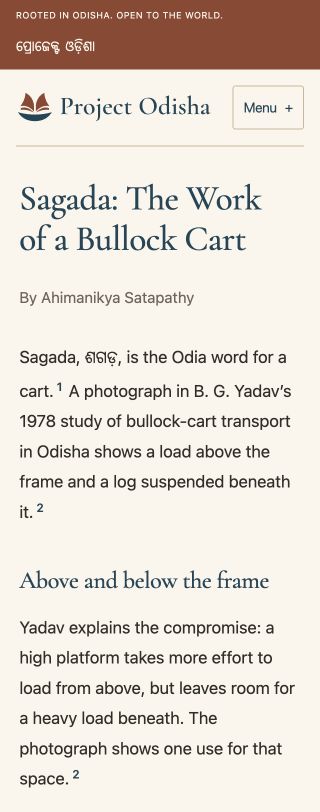 ROOTED IN ODISHA. OPEN TO THE WORLD.
ପ୍ରୋଜେକ୍ଟ ଓଡ଼ିଶା
Project Odisha
Menu +
Sagada: The Work
of a Bullock Cart
By Ahimanikya Satapathy
Sagada, ଶଗଡ଼, is the Odia word for a
cart. 1 A photograph in B. G. Yadav’s
1978 study of bullock-cart transport
in Odisha shows a load above the
frame and a log suspended beneath
it. 2
Above and below the frame
Yadav explains the compromise: a
high platform takes more effort to
load from above, but leaves room for
a heavy load beneath. The
photograph shows one use for that
space. 2